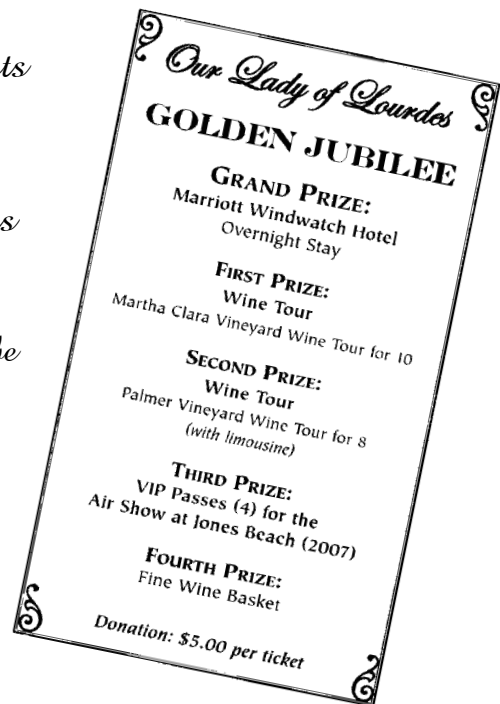 ts
s
he
Our Lady of Lourdes
GOLDEN JUBILEE
GRAND PRIZE:
Marriott Windwatch Hotel
Overnight Stay
FIRST PRIZE:
Wine Tour
Martha Clara Vineyard Wine Tour for 10
SECOND PRIZE:
Wine Tour
Palmer Vineyard Wine Tour for 8
(with limousine)
THIRD PRIZE:
VIP Passes (4) for the
Air Show at Jones Beach (2007)
FOURTH PRIZE:
Fine Wine Basket
Donation: $5.00 per ticket